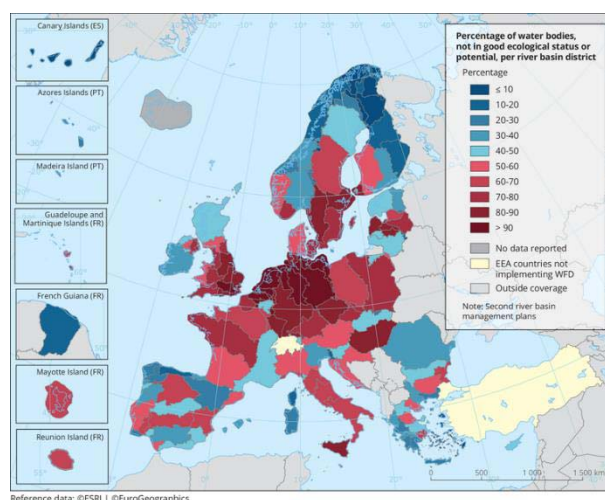 Canary Islands (ES)
Azores Islands (PT)
Madeira Island (PT)
Guadeloupe and
Martinique Islands (FR)
French Guiana (FR)
Mayotte Island (FR)
Reunion Island (FR)
Percentage of water bodies,
not in good ecological status or
potential, per river basin district
Percentage
≤ 10
10-20
20-30
30-40
40-50
50-60
60-70
70-80
80-90
> 90
No data reported
EEA countries not
implementing WFD
Outside coverage
Note: Second river basin
management plans
0 500 1 000 1 500 km
Reference data: ©ESRI | ©EuroGeographics